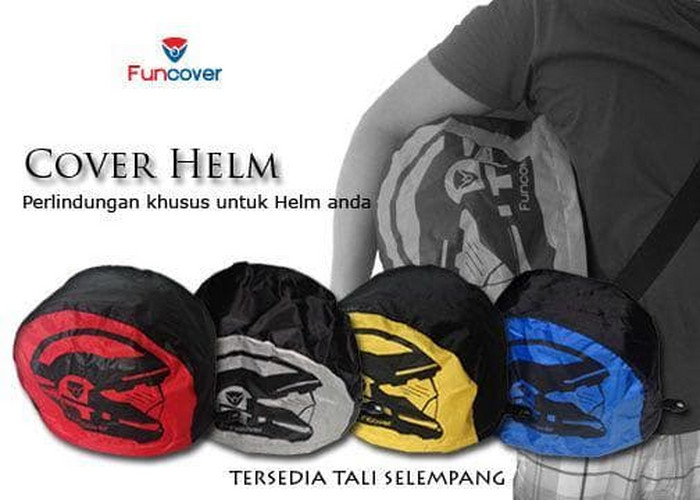 Funcover
COVER HELM
Perlindungan khusus untuk Helm anda
Funcover
TERSEDIA TALI SELEMPANG